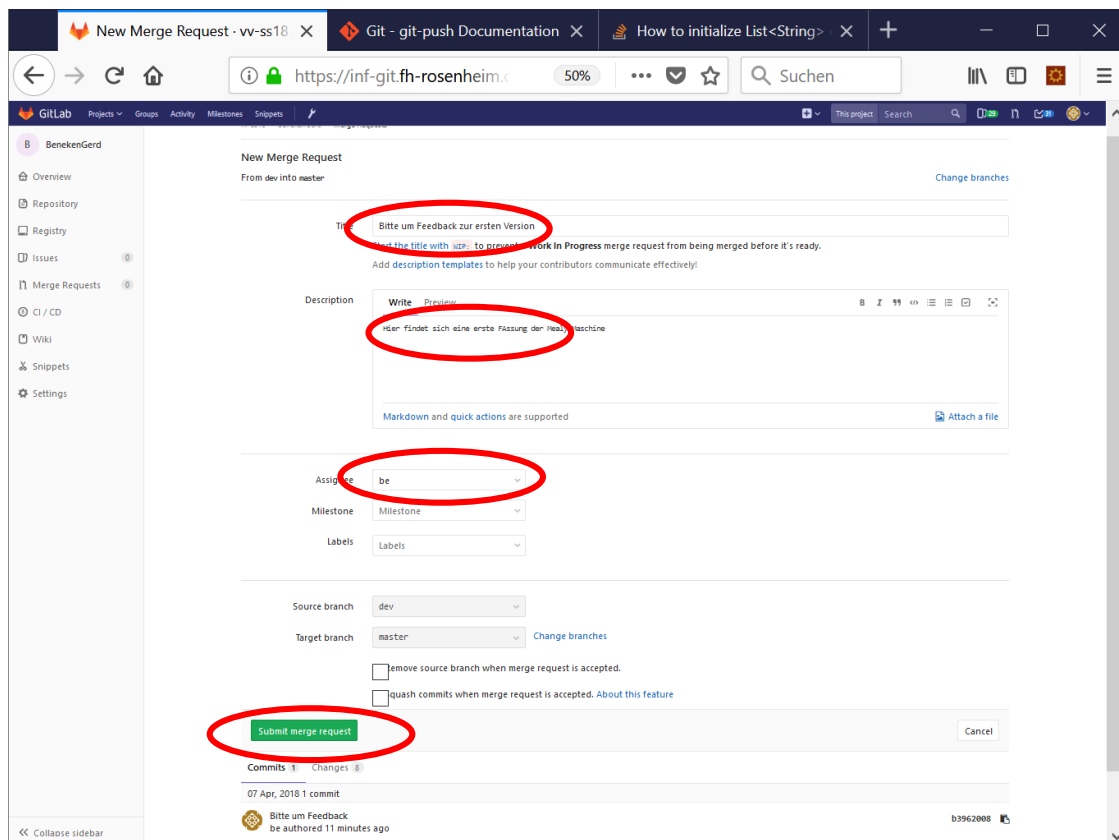 New Merge Request · vv-ss18
Git - git-push Documentation
How to initialize List<String>
https://inf-git.fh-rosenheim.
50%
Suchen
GitLab Projects Groups Activity Milestones Snippets
This project Search
29
31
B BenekenGerd
Overview
Repository
Registry
Issues 0
Merge Requests 0
CI / CD
Wiki
Snippets
Settings
Collapse sidebar
New Merge Request
From dev into master
Change branches
Bitte um Feedback zur ersten Version
the title with WIP: to prevent a Work In Progress merge request from being merged before it's ready.
Add description templates to help your contributors communicate effectively!
Description
Write Preview
Hier findet sich eine erste FAssung der Mealy Maschine
Markdown and quick actions are supported
Attach a file
Assignee be
Milestone Milestone
Labels Labels
Source branch dev
Target branch master Change branches
emove source branch when merge request is accepted.
quash commits when merge request is accepted. About this feature
Submit merge request
Cancel
Commits 1 Changes 8
07 Apr, 2018 1 commit
Bitte um Feedback
be authored 11 minutes ago
b3962008